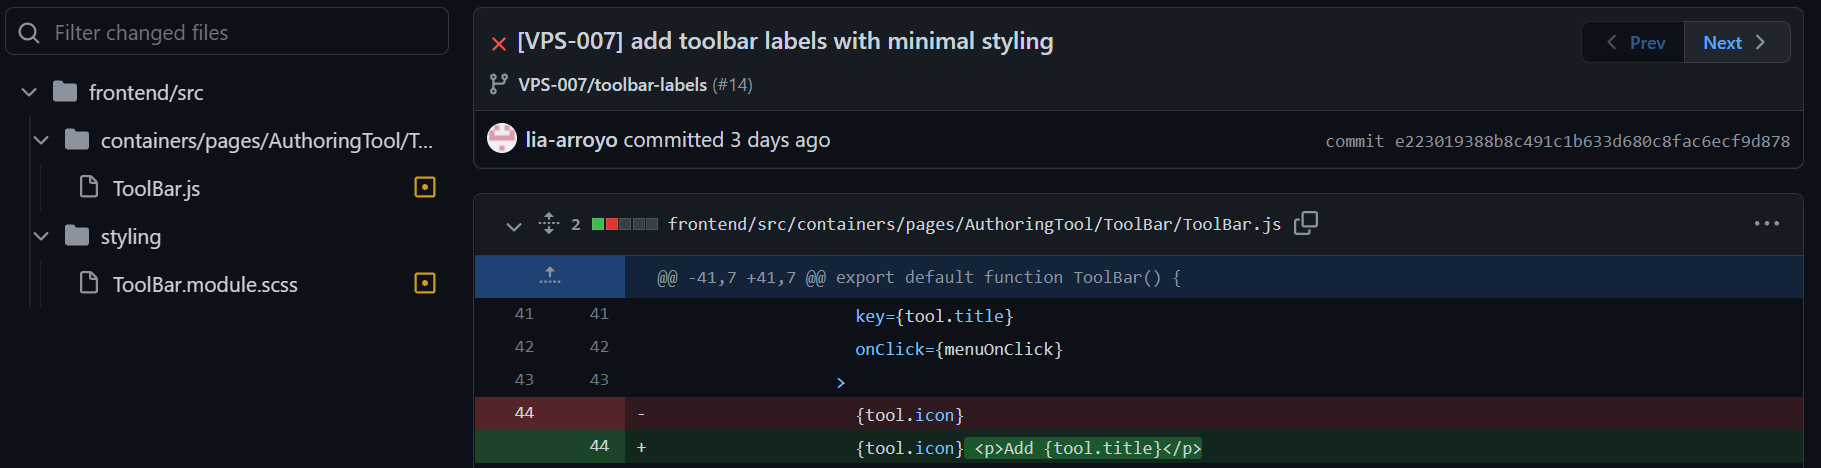 Filter changed files
frontend/src
containers/pages/AuthoringTool/T...
ToolBar.js
styling
ToolBar.module.scss
[VPS-007] add toolbar labels with minimal styling
Prev
Next
VPS-007/toolbar-labels (#14)
lia-arroyo committed 3 days ago
commit e223019388b8c491c1b633d680c8fac6ecf9d878
2 frontend/src/containers/pages/AuthoringTool/ToolBar/ToolBar.js
@@ -41,7 +41,7 @@ export default function ToolBar() {
41 41 key={tool.title}
42 42 onClick={menuOnClick}
43 43 >
44 - {tool.icon}
44 + {tool.icon} <p>Add {tool.title}</p>